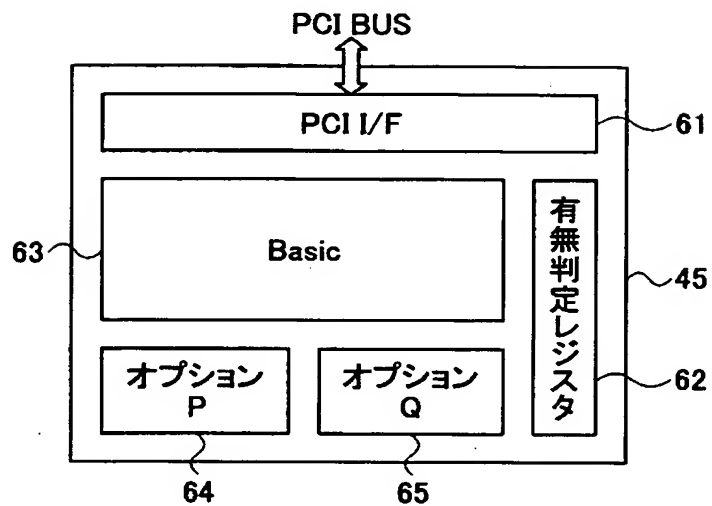 PCI BUS
PCI I/F
61
63
Basic
有無判定レジスタ
45
オプション
P
オプション
Q
62
64
65